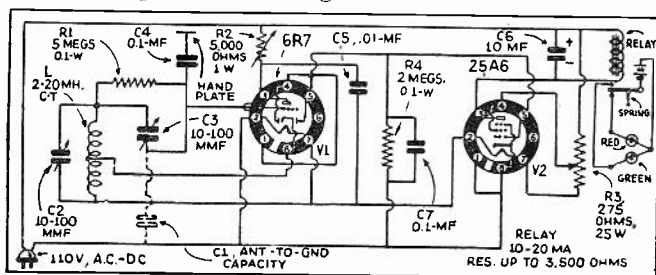 R1
5 MEGS.
0.1-W
C4
0.1-MF
R2
5,000
OHMS
1 W
6R7
C5,.01-MF
C6
10 MF
RELAY
L
2-20MH.
C-T
HAND
PLATE
R4
2 MEGS.
0.1-W
25A6
SPRING
C3
10-100
MMF
V1
V2
RED
GREEN
C2
10-100
MMF
C7
0.1-MF
R3
275
OHMS,
25 W
110V, A.C.-DC
C1, ANT-TO-GND
CAPACITY
RELAY
10-20 MA
RES. UP TO 3,500 OHMS